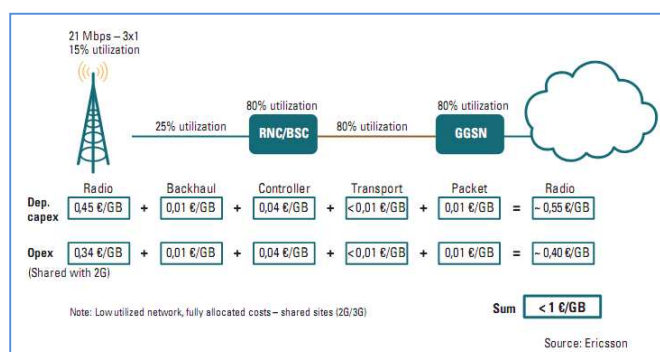 21 Mbps – 3x1
15% utilization
80% utilization
80% utilization
25% utilization
RNC/BSC
80% utilization
GGSN
Radio Backhaul Controller Transport Packet Radio
Dep. capex 0,45 €/GB + 0,01 €/GB + 0,04 €/GB + <0,01 €/GB + 0,01 €/GB = ~ 0,55 €/GB
Opex 0,34 €/GB + 0,01 €/GB + 0,04 €/GB + <0,01 €/GB + 0,01 €/GB = ~ 0,40 €/GB
(Shared with 2G)
Note: Low utilized network, fully allocated costs – shared sites (2G/3G)
Sum < 1 €/GB
Source: Ericsson